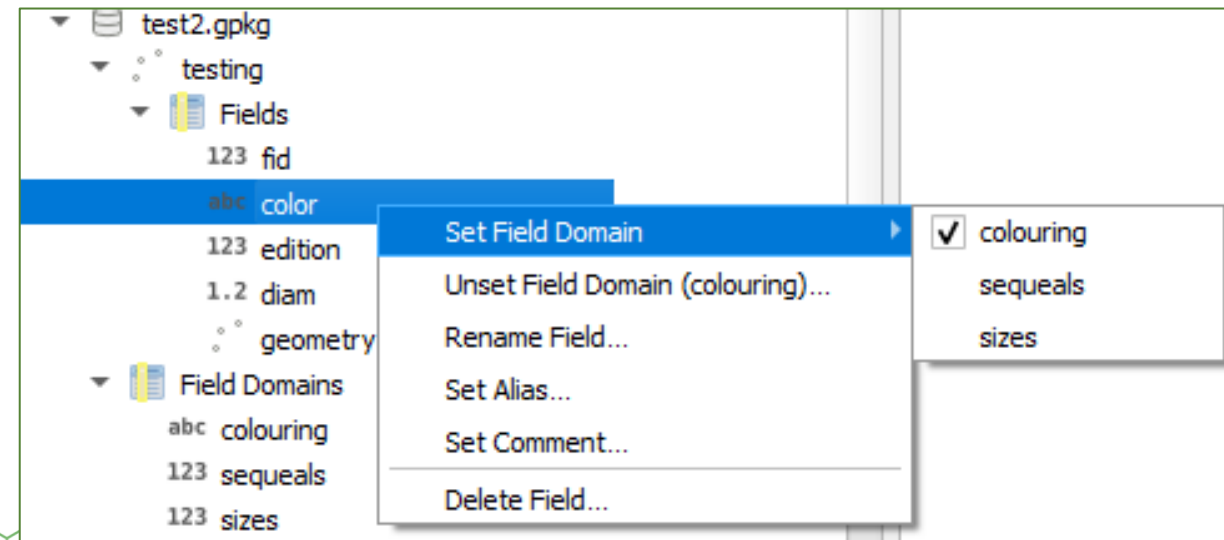 test2.gpkg
testing
Fields
123 fid
abc color
123 edition
1.2 diam
geometry
Field Domains
abc colouring
123 sequeals
123 sizes
Set Field Domain
Unset Field Domain (colouring)...
Rename Field...
Set Alias...
Set Comment...
Delete Field...
colouring
sequeals
sizes